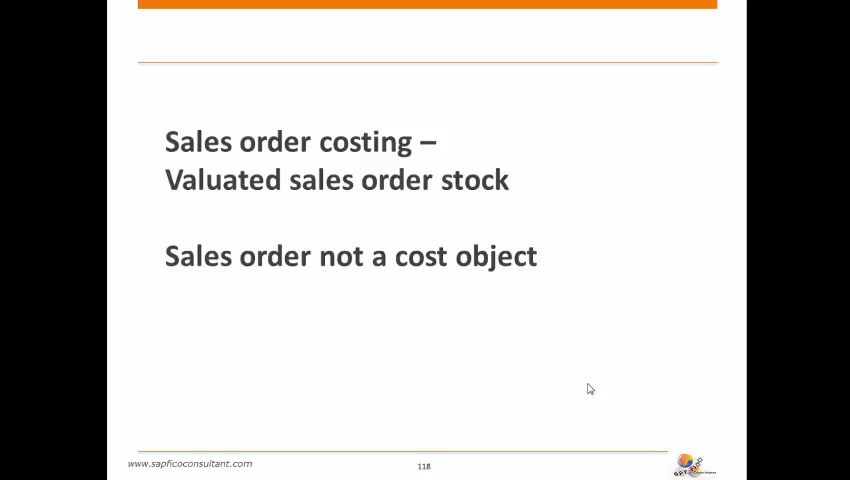 Sales order costing –
Valuated sales order stock
Sales order not a cost object
www.sapficoconsultant.com
118